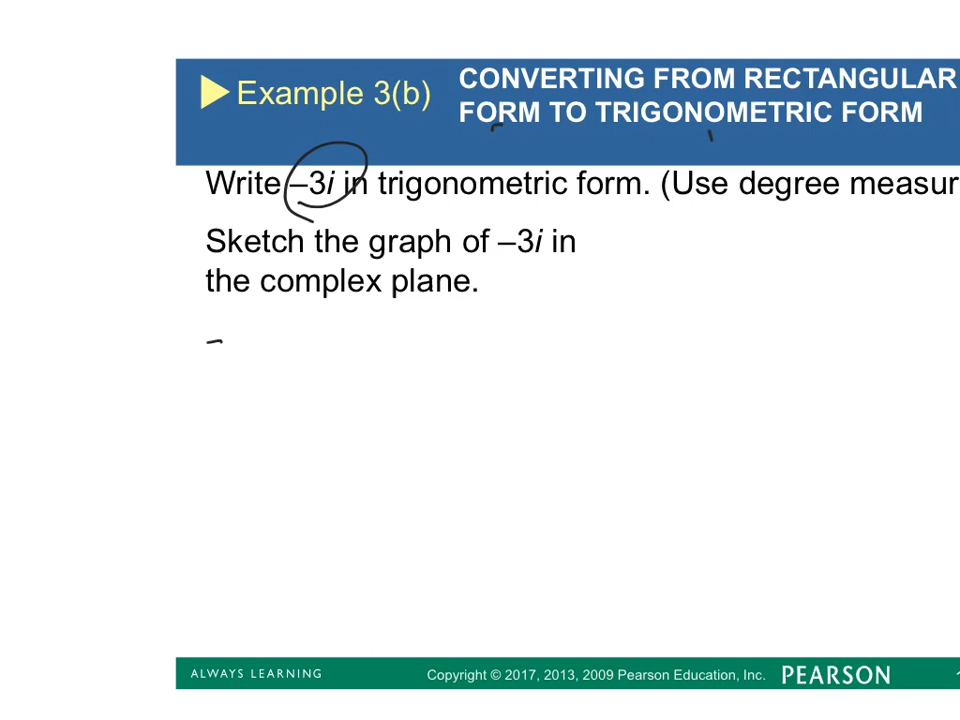 Example 3(b)
CONVERTING FROM RECTANGULAR
FORM TO TRIGONOMETRIC FORM
Write –3i in trigonometric form. (Use degree measur
Sketch the graph of –3i in
the complex plane.
ALWAYS LEARNING
Copyright © 2017, 2013, 2009 Pearson Education, Inc.
PEARSON